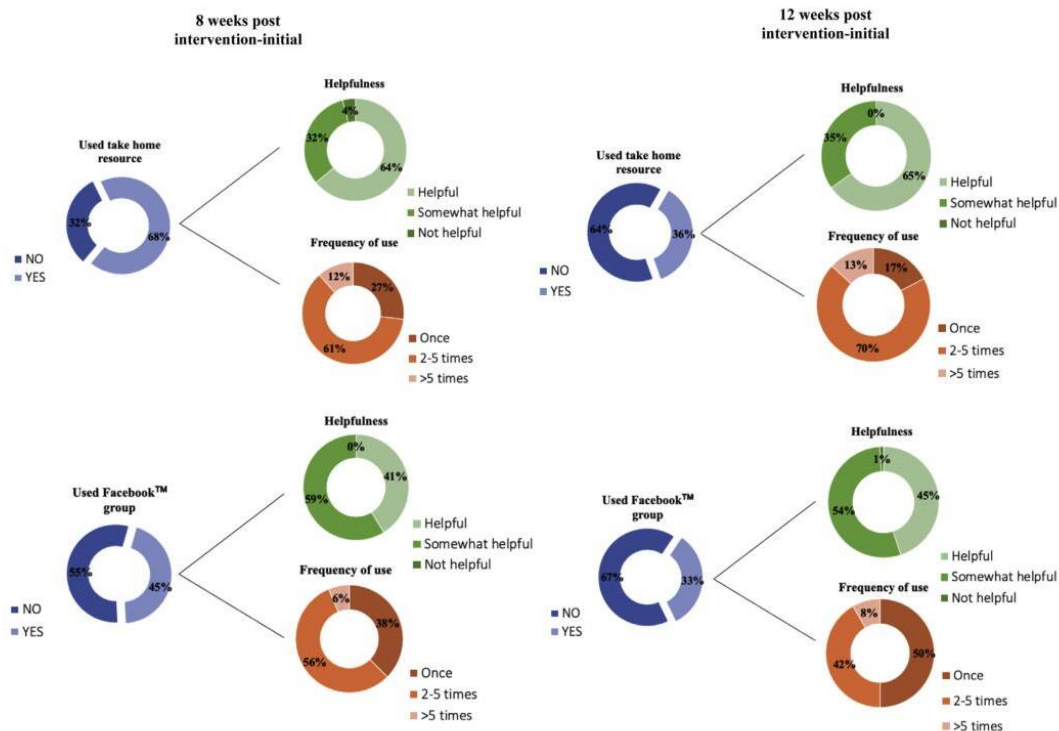 8 weeks post
intervention-initial
Used take home
resource
32%
68%
NO
YES
Helpfulness
4%
32%
64%
Helpful
Somewhat helpful
Not helpful
Frequency of use
12%
27%
61%
Once
2-5 times
>5 times
Used Facebook™
group
55%
45%
NO
YES
Helpfulness
0%
41%
59%
Helpful
Somewhat helpful
Not helpful
Frequency of use
6%
38%
56%
Once
2-5 times
>5 times
12 weeks post
intervention-initial
Used take home
resource
64%
36%
NO
YES
Helpfulness
0%
35%
65%
Helpful
Somewhat helpful
Not helpful
Frequency of use
13%
17%
70%
Once
2-5 times
>5 times
Used Facebook™
group
67%
33%
NO
YES
Helpfulness
1%
45%
54%
Helpful
Somewhat helpful
Not helpful
Frequency of use
8%
50%
42%
Once
2-5 times
>5 times